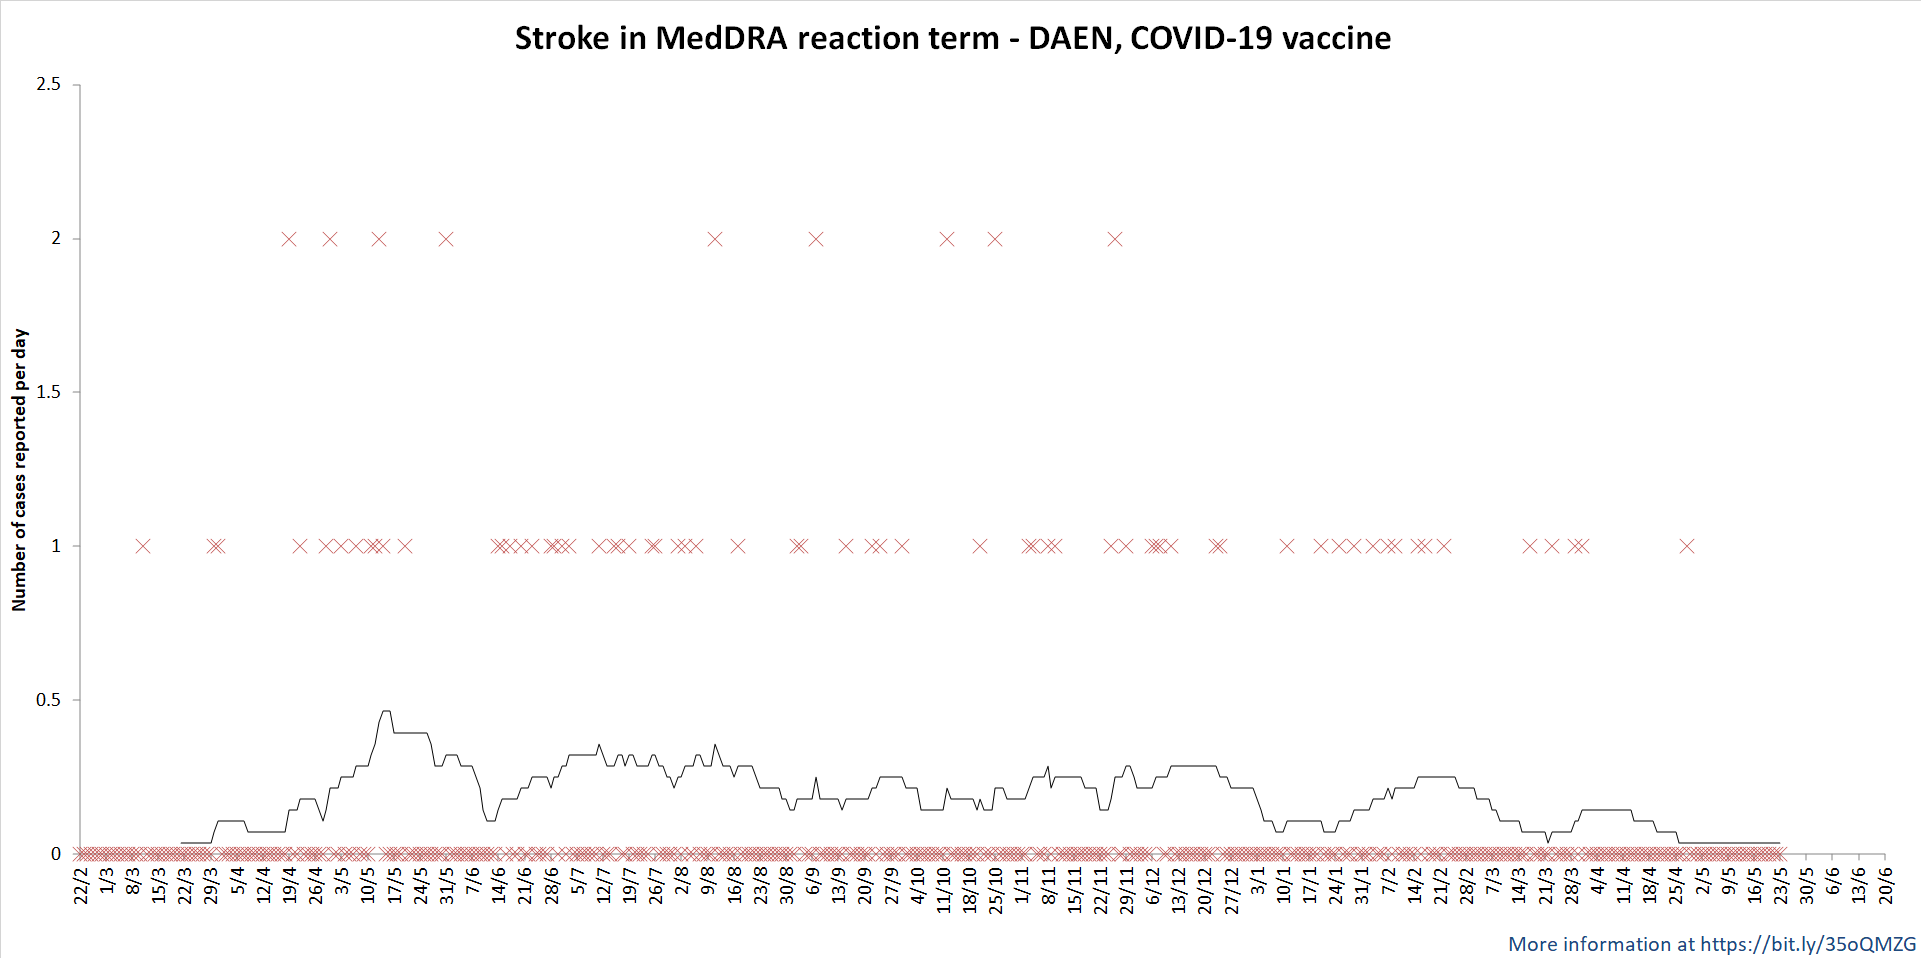 Stroke in MedDRA reaction term - DAEN, COVID-19 vaccine
Number of cases reported per day
2.5
2
1.5
1
0.5
0
22/2 1/3 8/3 15/3 22/3 29/3 5/4 12/4 19/4 26/4 3/5 10/5 17/5 24/5 31/5 7/6 14/6 21/6 28/6 5/7 12/7 19/7 26/7 2/8 9/8 16/8 23/8 30/8 6/9 13/9 20/9 27/9 4/10 11/10 18/10 25/10 1/11 8/11 15/11 22/11 29/11 6/12 13/12 20/12 27/12 3/1 10/1 17/1 24/1 31/1 7/2 14/2 21/2 28/2 7/3 14/3 21/3 28/3 4/4 11/4 18/4 25/4 2/5 9/5 16/5 23/5 30/5 6/6 13/6 20/6
More information at https://bit.ly/35oQMZG